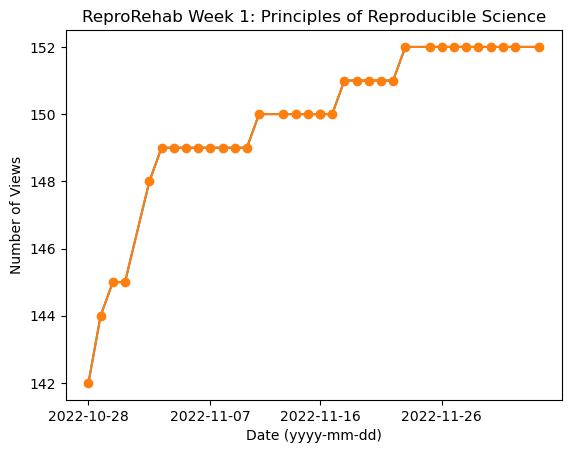 ReproRehab Week 1: Principles of Reproducible Science
Number of Views
152
150
148
146
144
142
2022-10-28 2022-11-07 2022-11-16 2022-11-26
Date (yyyy-mm-dd)